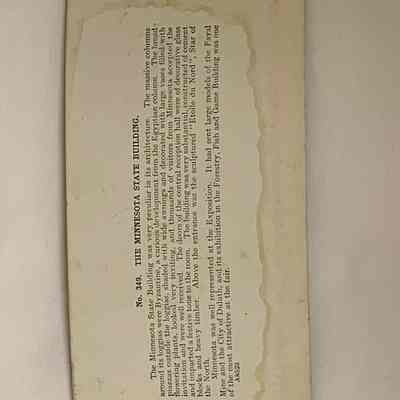 No. 340. THE MINNESOTA STATE BUILDING.
The Minnesota State Building was very peculiar in its architecture. The massive columns
around its loggias were Byzantine, a curious development from the Egyptian column. The broad
piazzas outside the loggias, shaded with wide awnings and decorated with large vases filled with
flowering plants, looked very inviting, and thousands of visitors from Minnesota accepted the
invitation and were well received. The doors of the central reception hall were of decorative glass
and imparted a festive tone to the room. The building was very substantial, constructed of cement
blocks and heavy timber. Above the entrance was the sculptured "Etoile du Nord", Star of
the North.
Minnesota was well represented at the Exposition. It had sent large models of the Fayal
Mine and the City of Duluth, and its exhibition in the Forestry, Fish and Game Building was one
of the most attractive at the fair.